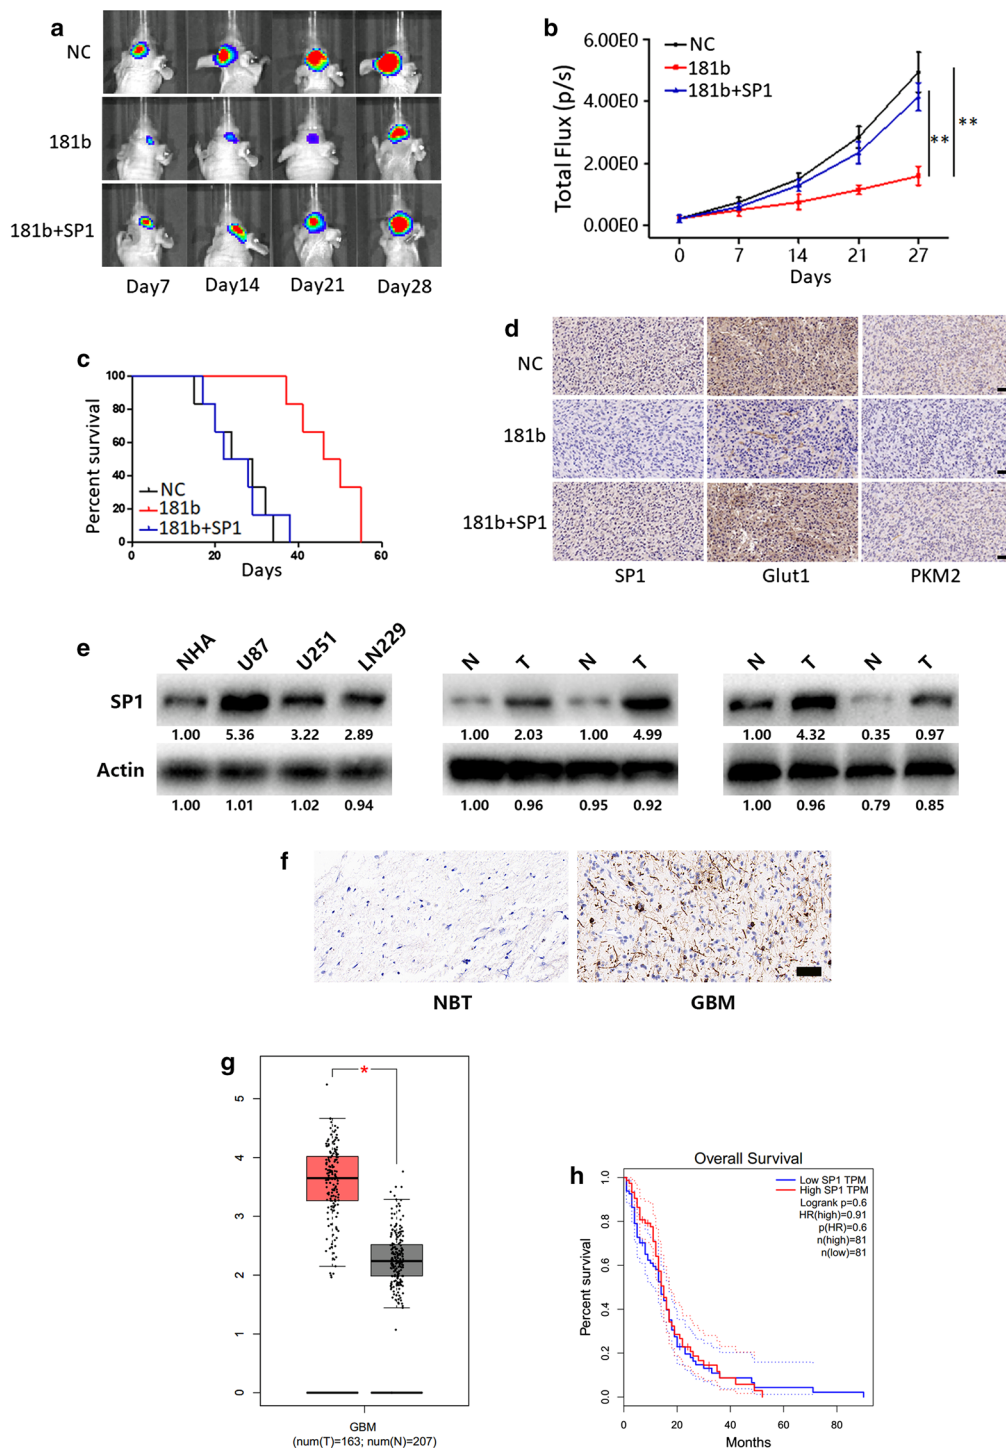 a
NC
181b
181b+SP1
Day7 Day14 Day21 Day28
b
6.00E0
4.00E0
2.00E0
0.00E0
Total Flux (p/s)
NC
181b
181b+SP1
**
**
0 7 14 21 27
Days
c
100
80
60
40
20
0
Percent survival
NC
181b
181b+SP1
0 20 40 60
Days
d
NC
181b
181b+SP1
SP1 Glut1 PKM2
e
NHA U87 U251 LN229
N T N T
N T N T
SP1
1.00 5.36 3.22 2.89
1.00 2.03 1.00 4.99
1.00 4.32 0.35 0.97
Actin
1.00 1.01 1.02 0.94
1.00 0.96 0.95 0.92
1.00 0.96 0.79 0.85
f
NBT GBM
g
*
5
4
3
2
1
0
GBM
(num(T)=163; num(N)=207)
h
Overall Survival
Low SP1 TPM
High SP1 TPM
Logrank p=0.6
HR(high)=0.91
p(HR)=0.6
n(high)=81
n(low)=81
Percent survival
1.0
0.8
0.6
0.4
0.2
0.0
0 20 40 60 80
Months